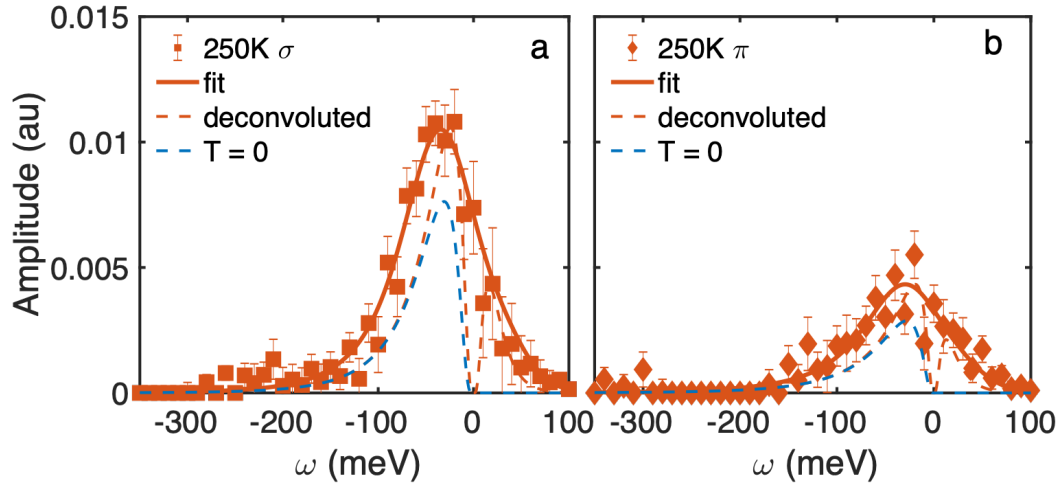 0.015
0.01
0.005
0
Amplitude (au)
250K σ
fit
deconvoluted
T = 0
a
-300
-200
-100
0
100
ω (meV)
250K π
fit
deconvoluted
T = 0
b
-300
-200
-100
0
100
ω (meV)